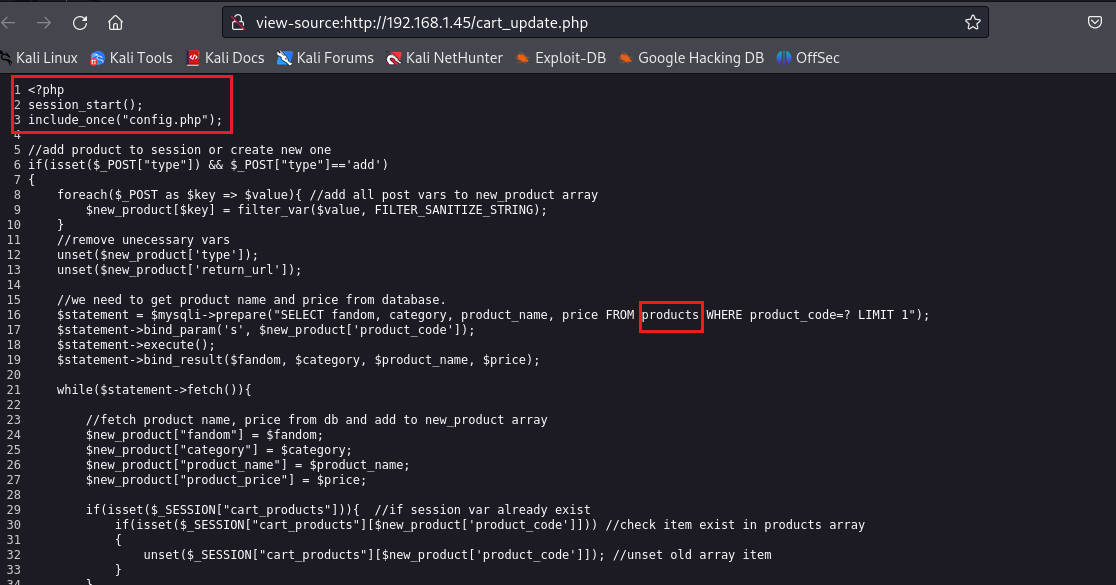 view-source:http://192.168.1.45/cart_update.php
Kali Linux Kali Tools Kali Docs Kali Forums Kali NetHunter Exploit-DB Google Hacking DB OffSec
1 <?php
2 session_start();
3 include_once("config.php");
4
5 //add product to session or create new one
6 if(isset($_POST["type"]) && $_POST["type"]=='add')
7 {
8     foreach($_POST as $key => $value){ //add all post vars to new_product array
9         $new_product[$key] = filter_var($value, FILTER_SANITIZE_STRING);
10     }
11     //remove unecessary vars
12     unset($new_product['type']);
13     unset($new_product['return_url']);
14
15     //we need to get product name and price from database.
16     $statement = $mysqli->prepare("SELECT fandom, category, product_name, price FROM products WHERE product_code=? LIMIT 1");
17     $statement->bind_param('s', $new_product['product_code']);
18     $statement->execute();
19     $statement->bind_result($fandom, $category, $product_name, $price);
20
21     while($statement->fetch()){
22
23         //fetch product name, price from db and add to new_product array
24         $new_product["fandom"] = $fandom;
25         $new_product["category"] = $category;
26         $new_product["product_name"] = $product_name;
27         $new_product["product_price"] = $price;
28
29         if(isset($_SESSION["cart_products"])){  //if session var already exist
30             if(isset($_SESSION["cart_products"][$new_product['product_code']])) //check item exist in products array
31             {
32                 unset($_SESSION["cart_products"][$new_product['product_code']]); //unset old array item
33             }
34         }